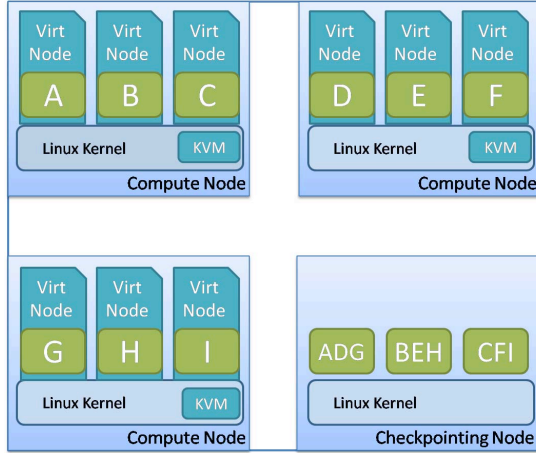 Virt Virt Virt
Node Node Node
A B C
Linux Kernel KVM
Compute Node
Virt Virt Virt
Node Node Node
D E F
Linux Kernel KVM
Compute Node
Virt Virt Virt
Node Node Node
G H I
Linux Kernel KVM
Compute Node
ADG BEH CFI
Linux Kernel
Checkpointing Node